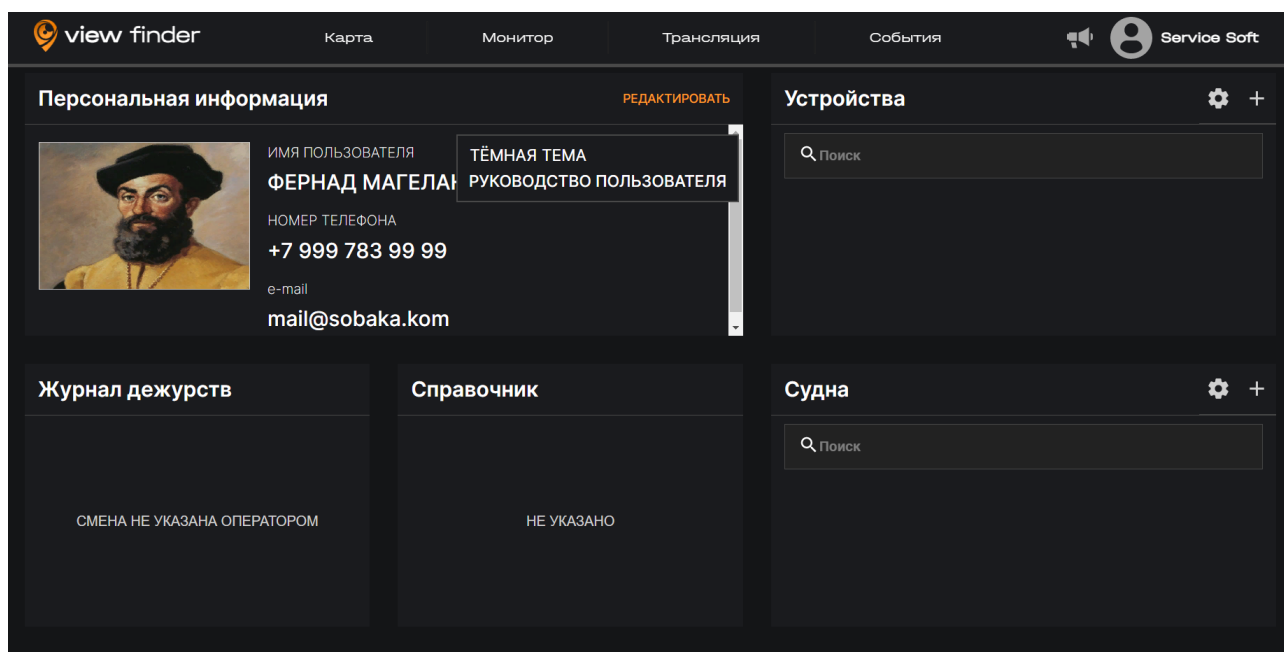 view finder
Карта
Монитор
Трансляция
События
Service Soft
Персональная информация
РЕДАКТИРОВАТЬ
ИМЯ ПОЛЬЗОВАТЕЛЯ
ФЕРНАД МАГЕЛАН
ТЁМНАЯ ТЕМА
РУКОВОДСТВО ПОЛЬЗОВАТЕЛЯ
НОМЕР ТЕЛЕФОНА
+7 999 783 99 99
e-mail
mail@sobaka.kom
Устройства
Поиск
Журнал дежурств
СМЕНА НЕ УКАЗАНА ОПЕРАТОРОМ
Справочник
НЕ УКАЗАНО
Судна
Поиск